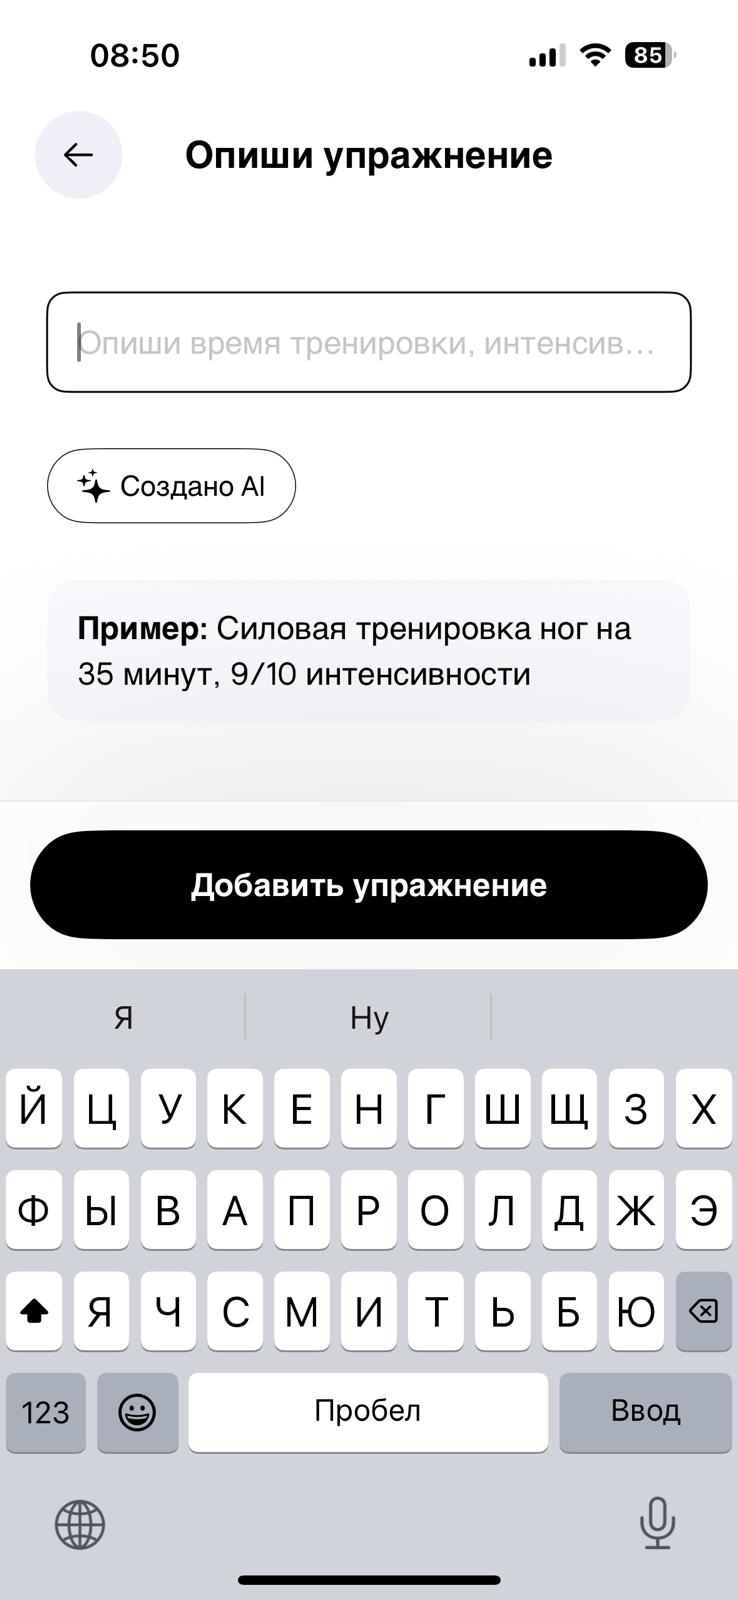 08:50
85
Опиши упражнение
Опиши время тренировки, интенсив...
Создано AI
Пример: Силовая тренировка ног на
35 минут, 9/10 интенсивности
Добавить упражнение
Я Ну
Й Ц У К Е Н Г Ш Щ З Х
Ф Ы В А П Р О Л Д Ж Э
Я Ч С М И Т Ь Б Ю
123 Пробел Ввод